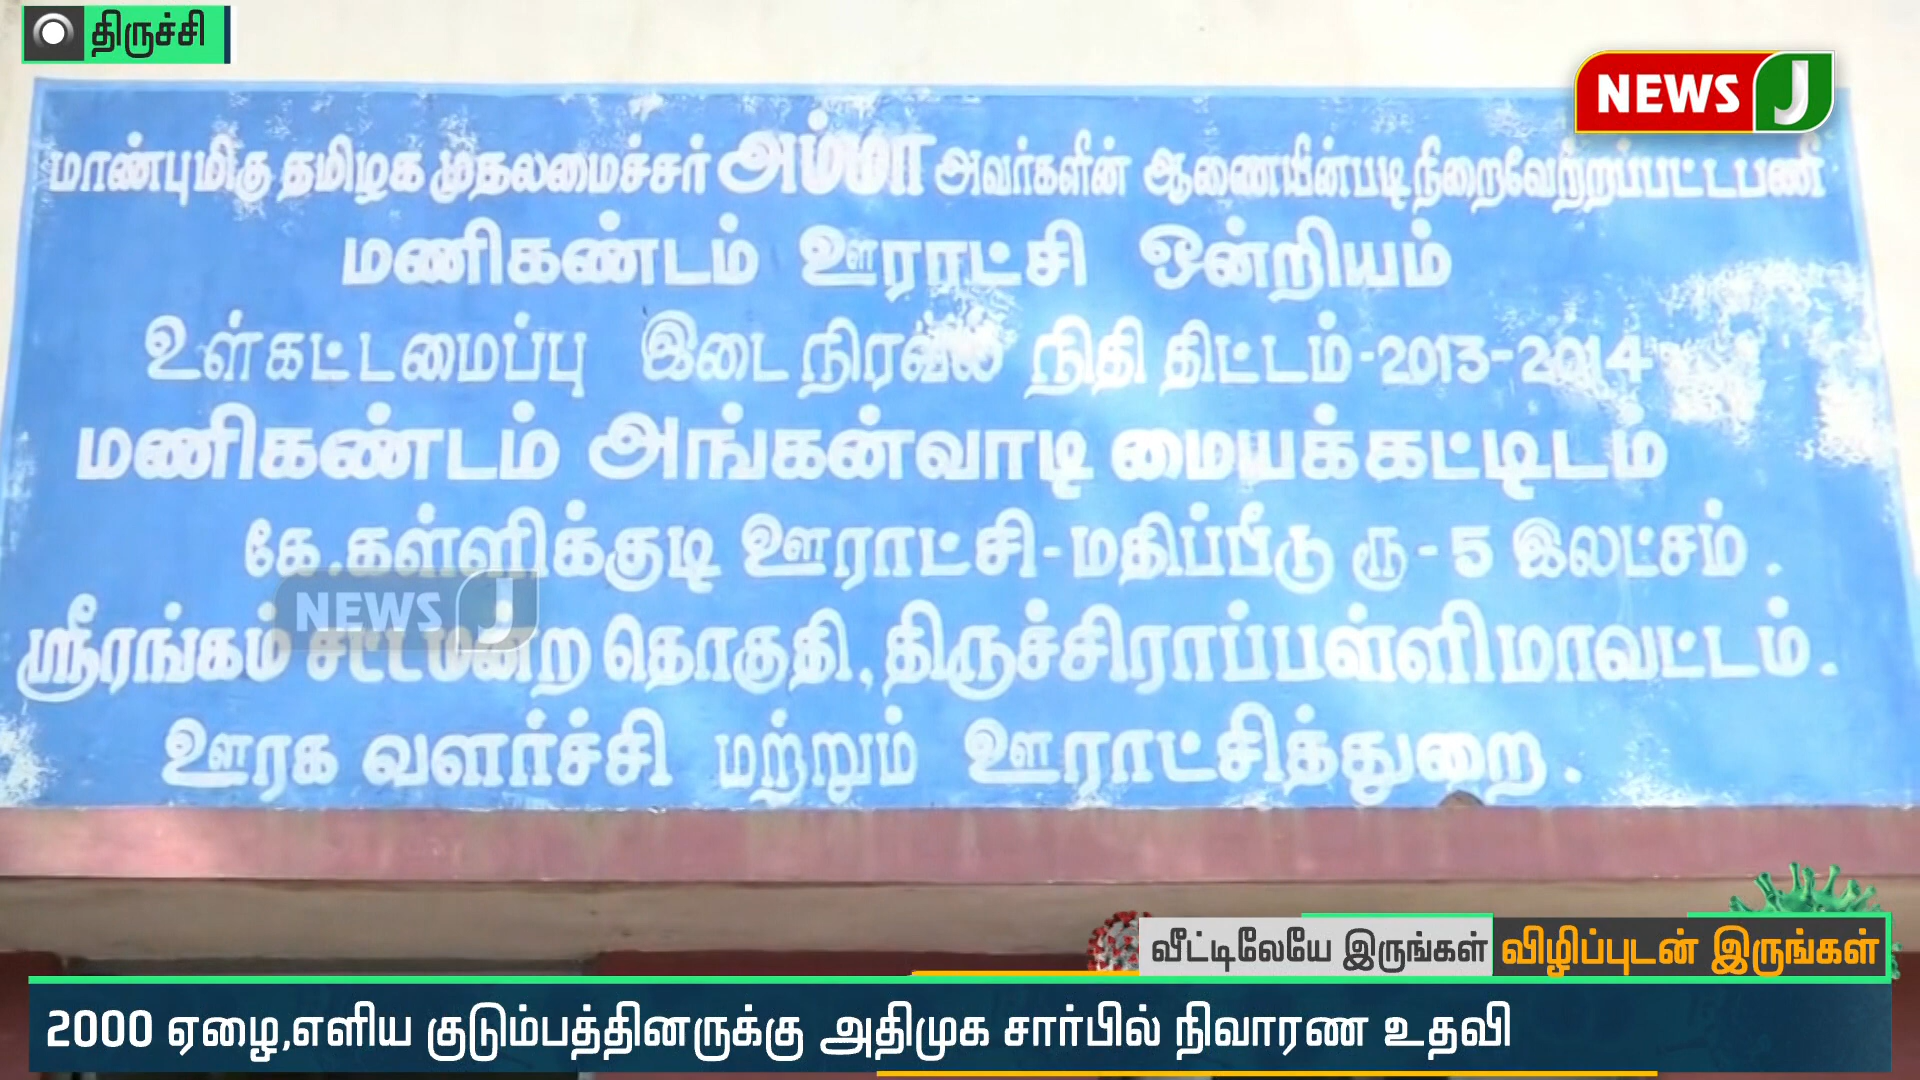 திருச்சி
NEWS J
மாண்புமிகு தமிழக முதலமைச்சர் அம்மா அவர்களின் ஆணையின்படி நிறைவேற்றப்பட்ட பணி
மணிகண்டம் ஊரரட்சி ஒன்றியம்
உள்கட்டமைப்பு இடைநிரவல் நிதி திட்டம்-2013-2014
மணிகண்டம் அங்கன்வாடி மையக்கட்டிடம்
கே.கள்ளிக்குடி ஊராட்சி-மதிப்பீடு ரூ-5 இலட்சம்.
NEWS J
ஸ்ரீரங்கம் சட்டமன்ற தொகுதி, திருச்சிராப்பள்ளி மாவட்டம்.
ஊரக வளர்ச்சி மற்றும் ஊராட்சித்துறை.
வீட்டிலேயே இருங்கள் விழிப்புடன் இருங்கள்
2000 ஏழை,எளிய குடும்பத்தினருக்கு அதிமுக சார்பில் நிவாரண உதவி